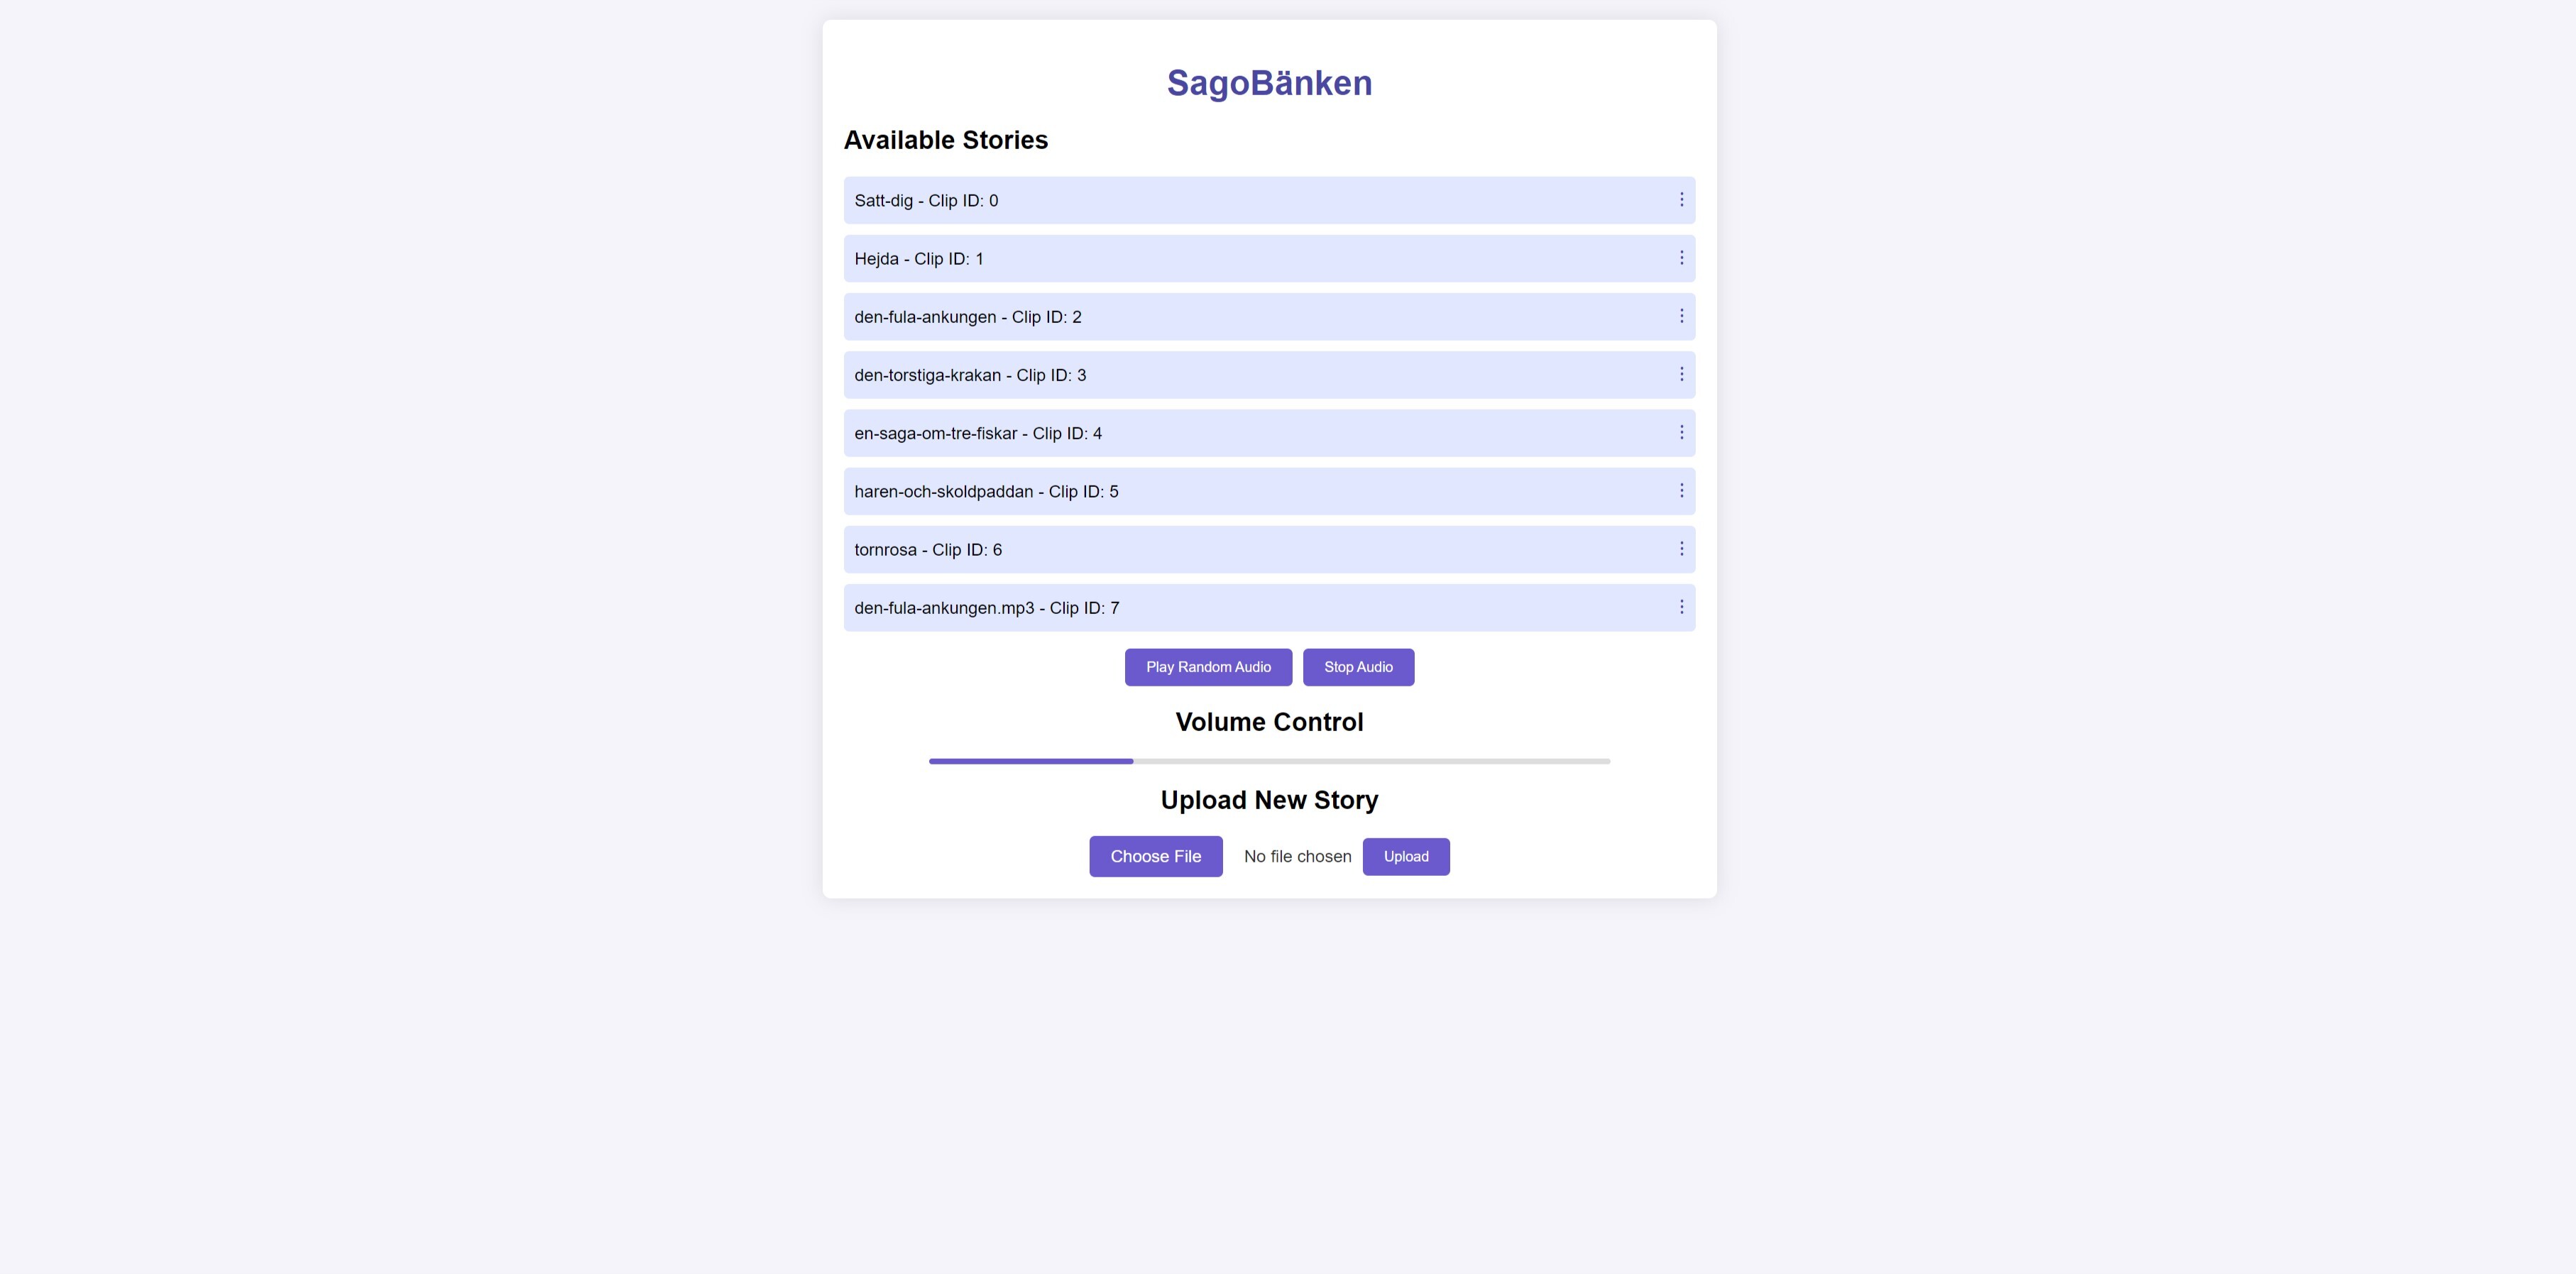 SagoBänken
Available Stories
Satt-dig - Clip ID: 0
Hejda - Clip ID: 1
den-fula-ankungen - Clip ID: 2
den-torstiga-krakan - Clip ID: 3
en-saga-om-tre-fiskar - Clip ID: 4
haren-och-skoldpaddan - Clip ID: 5
tornrosa - Clip ID: 6
den-fula-ankungen.mp3 - Clip ID: 7
Play Random Audio Stop Audio
Volume Control
Upload New Story
Choose File No file chosen Upload